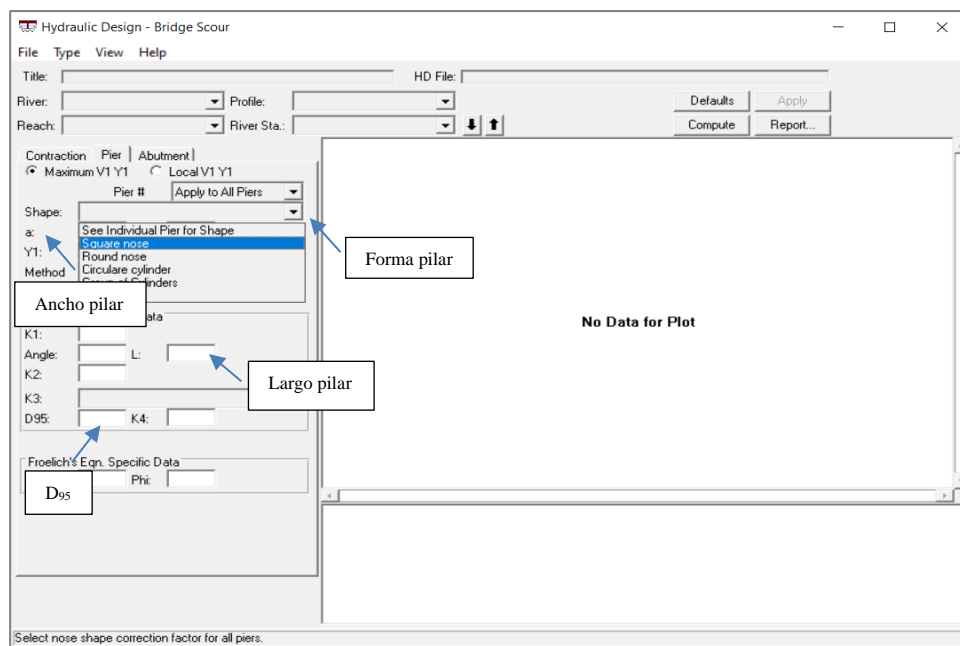 Hydraulic Design - Bridge Scour
File Type View Help
Title: HD File:
River: Profile: Defaults Apply
Reach: River Sta.: Compute Report...
Contraction Pier Abutment
Maximum V1 Y1 Local V1 Y1
Pier # Apply to All Piers
Shape:
a: See Individual Pier for Shape
Square nose
Y1: Round nose
Method Circulare cylinder
Cylinders
Forma pilar
Ancho pilar
No Data for Plot
K1:
Angle: L:
K2:
Largo pilar
K3:
D95: K4:
Froelich's Eqn. Specific Data
Phi:
D95
Select nose shape correction factor for all piers.